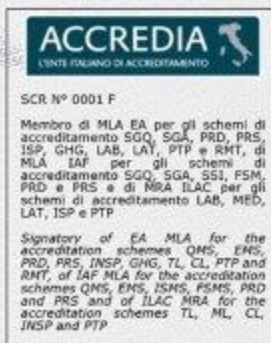 ACCREDIA
L'ENTE ITALIANO DI ACCREDITAMENTO
SCR N° 0001 F
Membro di MLA EA per gli schemi di
accreditamento SGQ, SGA, PRD, PRS,
ISP, GHG, LAB, LAT, PTP e RMT, di
MLA IAF per gli schemi di
accreditamento SGQ, SGA, SSI, FSM,
PRD e PRS e di MRA ILAC per gli
schemi di accreditamento LAB, MED,
LAT, ISP e PTP
Signatory of EA MLA for the
accreditation schemes QMS, EMS,
PRD, PRS, INSP, GHG, TL, CL, PTP and
RMT, of IAF MLA for the accreditation
schemes QMS, EMS, ISMS, FSMS, PRD
and PRS and of ILAC MRA for the
accreditation schemes TL, ML, CL,
INSP and PTP